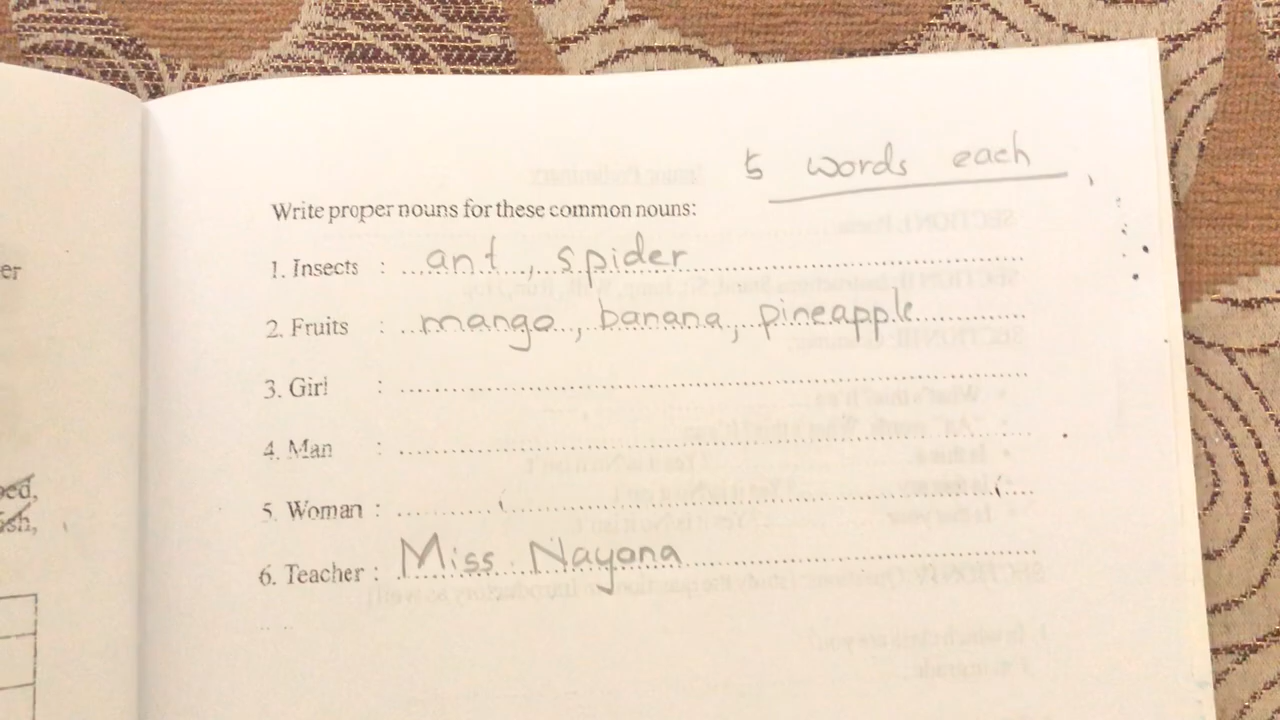 5 words each
Write proper nouns for these common nouns:
er
1. Insects : ant, spider
2. Fruits : mango, banana, pineapple
3. Girl :
4. Man :
5. Woman :
6. Teacher : Miss. Nayona